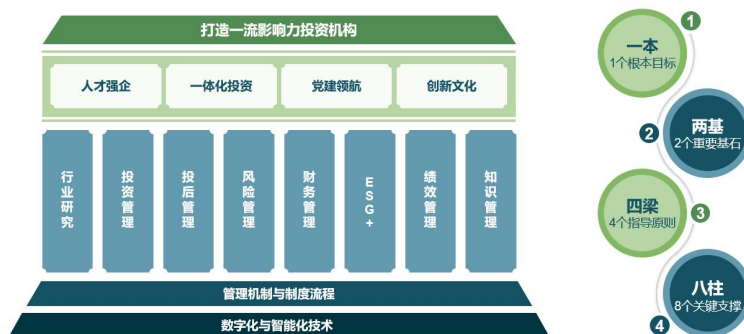 打造一流影响力投资机构
人才强企
一体化投资
党建领航
创新文化
行业研究
投资管理
投后管理
风险管理
财务管理
ESG+
绩效管理
知识管理
管理机制与制度流程
数字化与智能化技术
1
一本
1个根本目标
2
两基
2个重要基石
3
四梁
4个指导原则
4
八柱
8个关键支撑